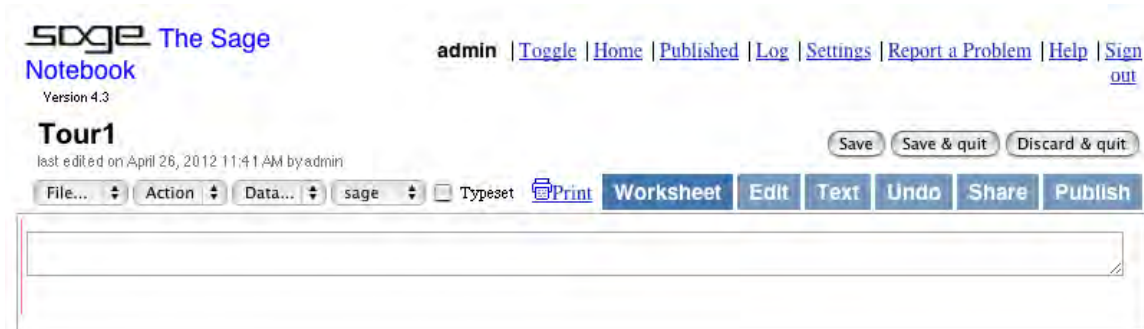 sage The Sage
Notebook
Version 4.3
admin | Toggle | Home | Published | Log | Settings | Report a Problem | Help | Sign
out
Tour1
last edited on April 26, 2012 11:41 AM by admin
Save Save & quit Discard & quit
File... Action Data... sage Typeset Print Worksheet Edit Text Undo Share Publish